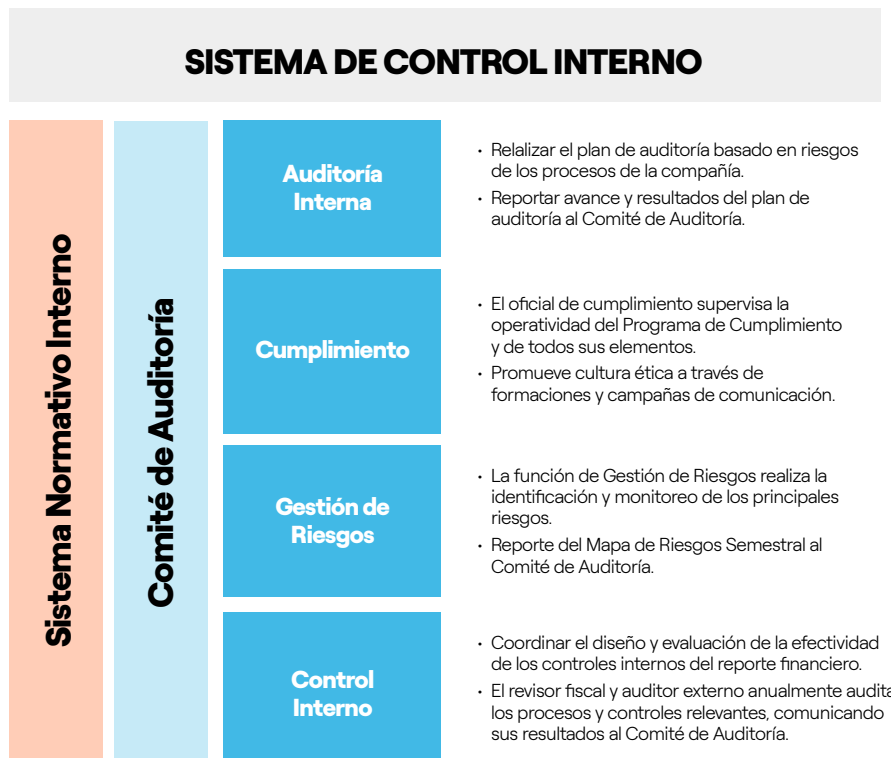 SISTEMA DE CONTROL INTERNO
Sistema Normativo Interno
Comité de Auditoría
Auditoría
Interna
• Relalizar el plan de auditoría basado en riesgos
de los procesos de la compañía.
• Reportar avance y resultados del plan de
auditoría al Comité de Auditoría.
Cumplimiento
• El oficial de cumplimiento supervisa la
operatividad del Programa de Cumplimiento
y de todos sus elementos.
• Promueve cultura ética a través de
formaciones y campañas de comunicación.
Gestión de
Riesgos
• La función de Gestión de Riesgos realiza la
identificación y monitoreo de los principales
riesgos.
• Reporte del Mapa de Riesgos Semestral al
Comité de Auditoría.
Control
Interno
• Coordinar el diseño y evaluación de la efectividad
de los controles internos del reporte financiero.
• El revisor fiscal y auditor externo anualmente audita
los procesos y controles relevantes, comunicando
sus resultados al Comité de Auditoría.